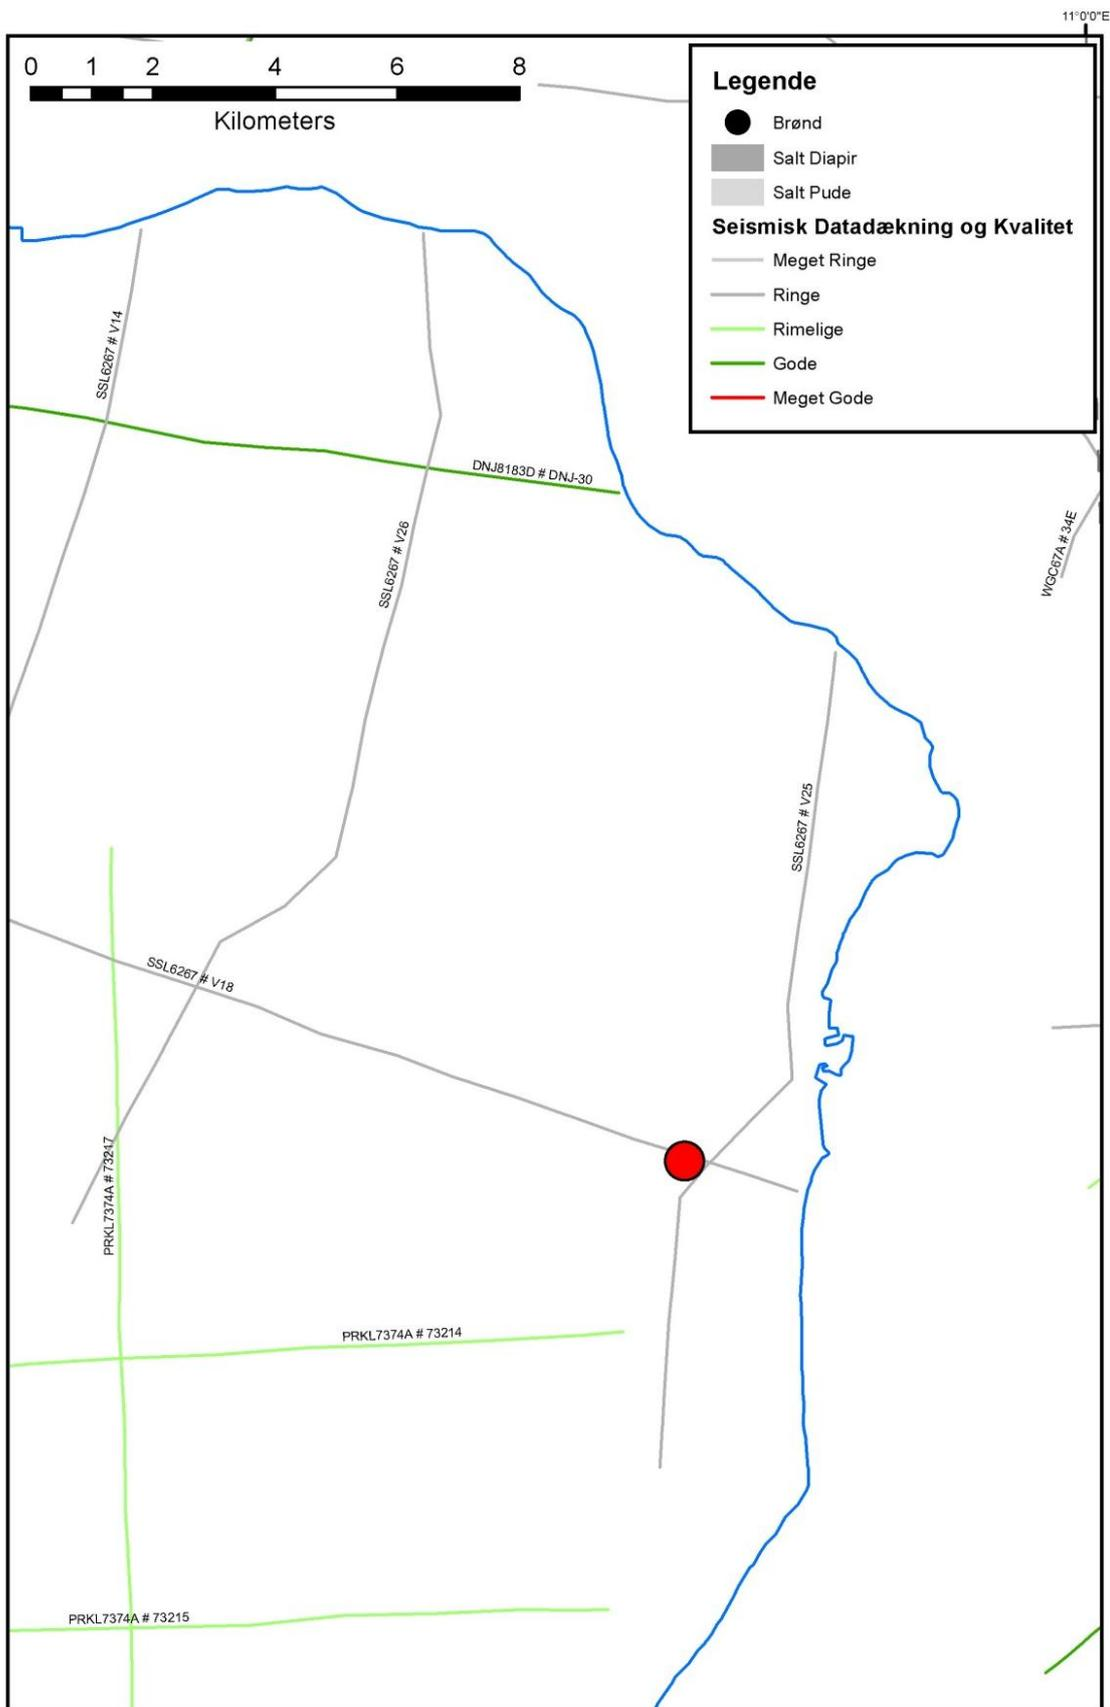 11°0'0"E
0 1 2 4 6 8
Kilometers
Legende
Brønd
Salt Diapir
Salt Pude
Seismisk Datadækning og Kvalitet
Meget Ringe
Ringe
Rimelige
Gode
Meget Gode
SSL6267 # V14
DNJ8183D # DNJ-30
SSL6267 # V26
WGC67A # 34E
SSL6267 # V25
SSL6267 # V18
PRKL7374A # 73217
PRKL7374A # 73214
PRKL7374A # 73215